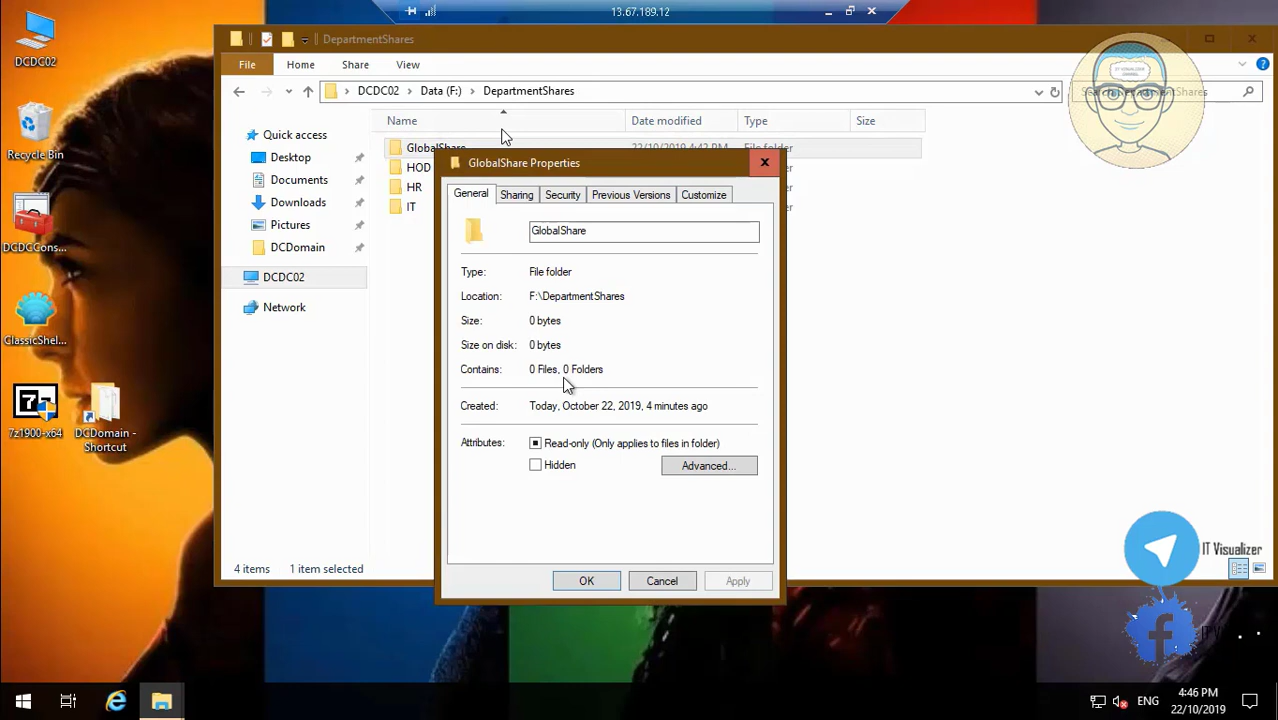 13.67.189.12
DCDC02
Recycle Bin
DCDCCons...
ClassicShel...
7z1900-x64
DCDomain - Shortcut
DepartmentShares
File
Home
Share
View
DCDC02
Data (F:)
DepartmentShares
Search DepartmentShares
IT VISUALIZER
CHANNEL
Quick access
Desktop
Documents
Downloads
Pictures
DCDomain
DCDC02
Network
Name
Date modified
Type
Size
GlobalShare
22/10/2019 4:42 PM
File folder
HOD
HR
IT
GlobalShare Properties
General
Sharing
Security
Previous Versions
Customize
GlobalShare
Type:
File folder
Location:
F:\DepartmentShares
Size:
0 bytes
Size on disk:
0 bytes
Contains:
0 Files, 0 Folders
Created:
Today, October 22, 2019, 4 minutes ago
Attributes:
Read-only (Only applies to files in folder)
Hidden
Advanced...
OK
Cancel
Apply
4 items
1 item selected
IT Visualizer
ENG
4:46 PM
22/10/2019